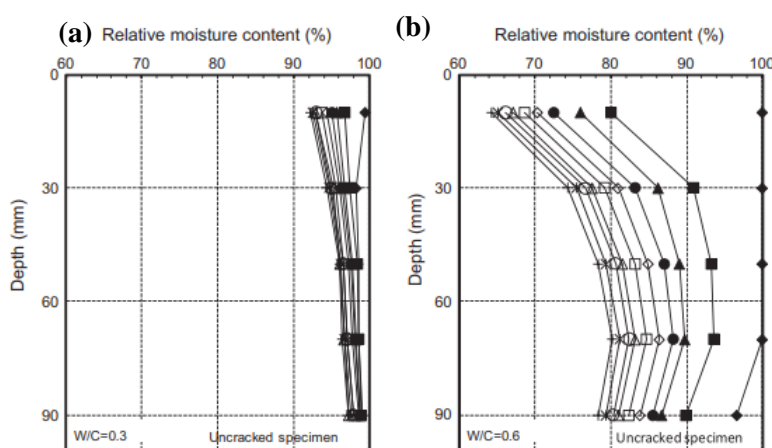 (a) Relative moisture content (%)
60 70 80 90 100
0
30
60
90
Depth (mm)
W/C=0.3 Uncracked specimen
(b) Relative moisture content (%)
60 70 80 90 100
0
30
60
90
Depth (mm)
W/C=0.6 Uncracked specimen